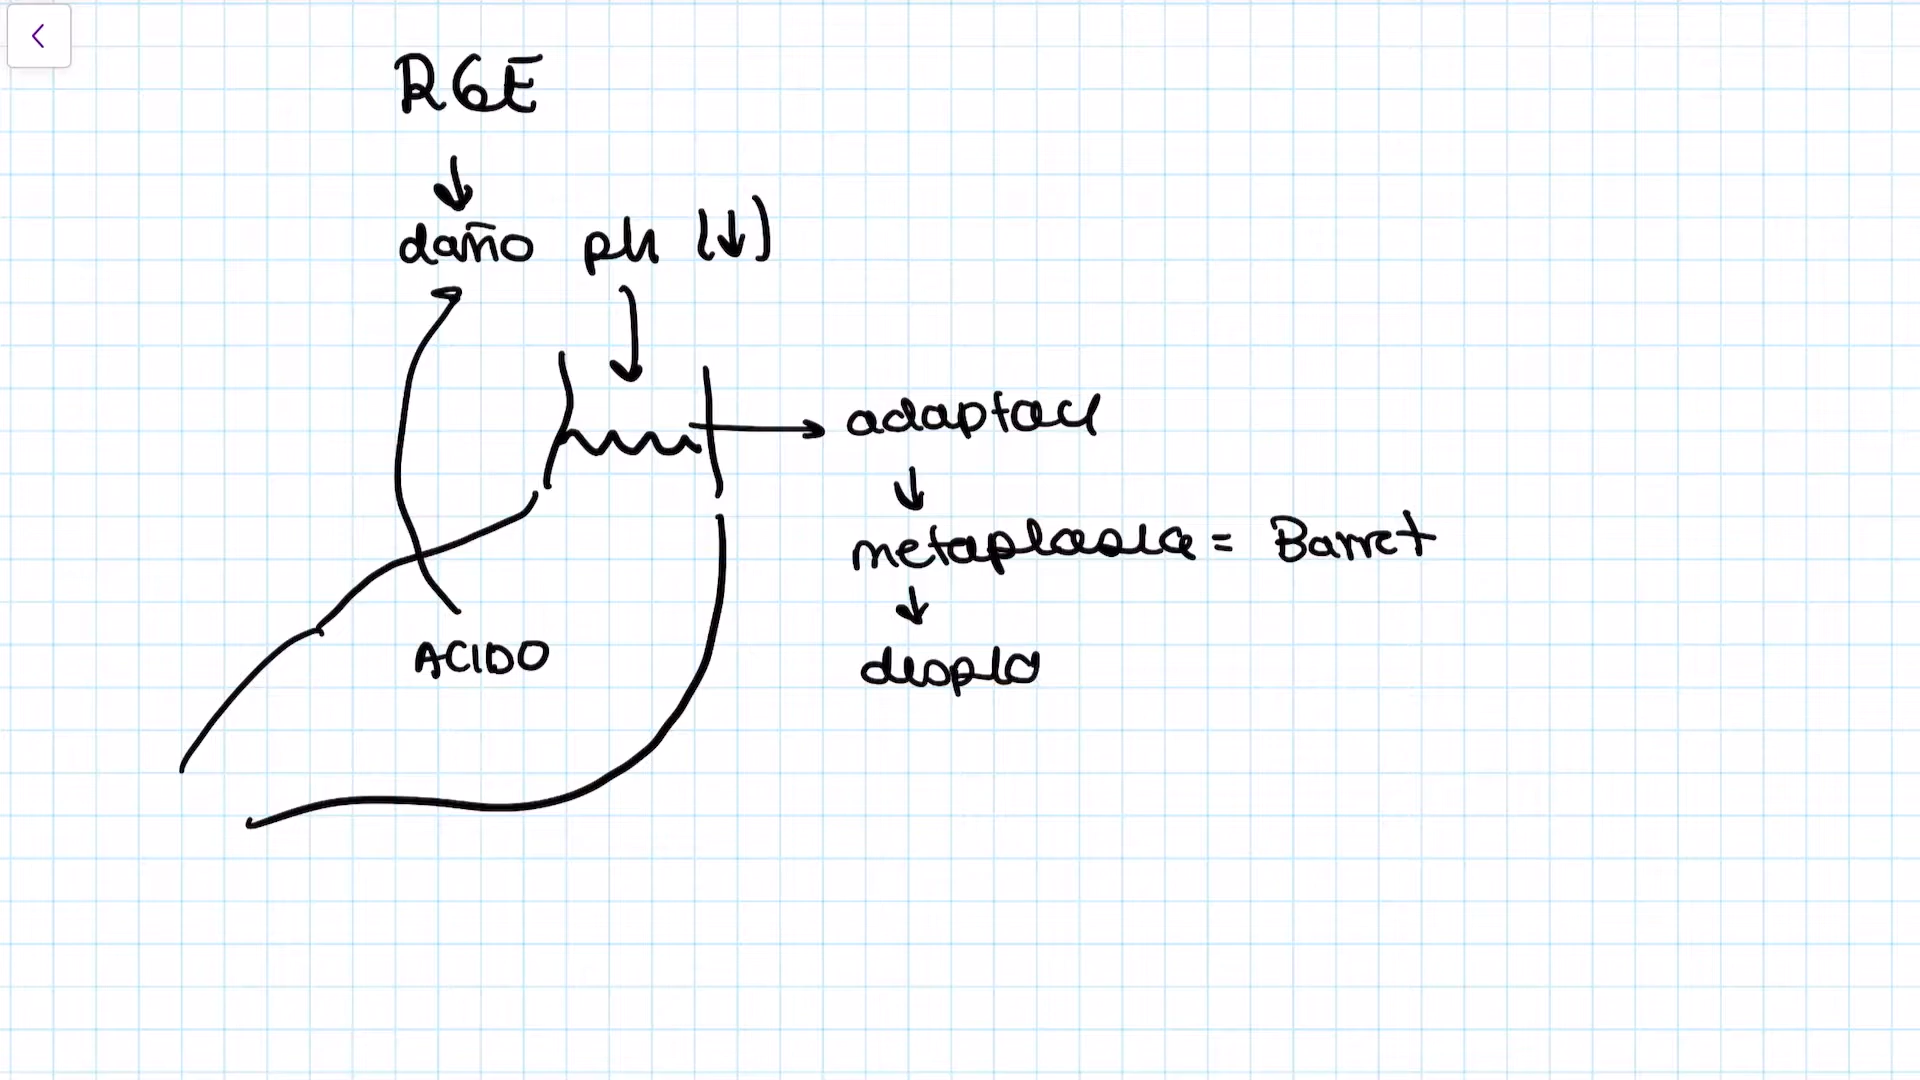 RGE
daño ph (↓)
adaptaci
metaplasia = Barret
ACIDO
displa